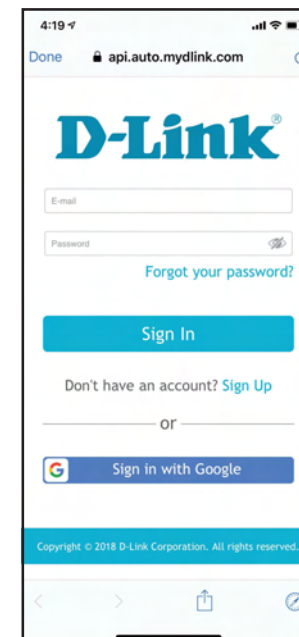 4:19
Done api.auto.mydlink.com
D-Link®
E-mail
Password
Forgot your password?
Sign In
Don't have an account? Sign Up
or
G Sign in with Google
Copyright © 2018 D-Link Corporation. All rights reserved.